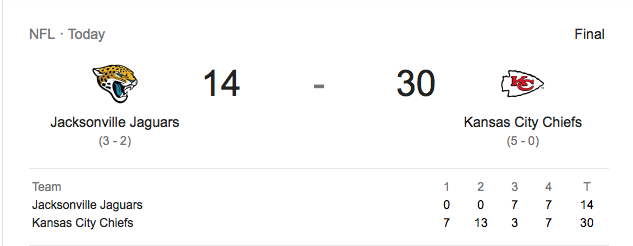 NFL · Today Final
14 - 30
KC
Jacksonville Jaguars Kansas City Chiefs
(3 - 2) (5 - 0)
Team 1 2 3 4 T
Jacksonville Jaguars 0 0 7 7 14
Kansas City Chiefs 7 13 3 7 30